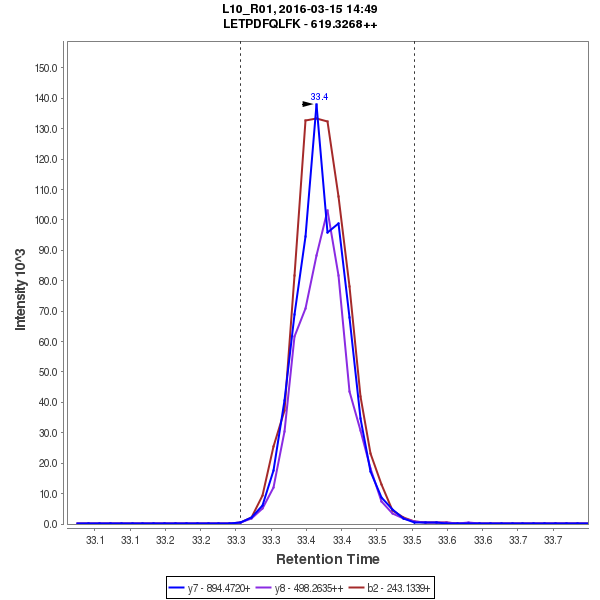 L10_R01, 2016-03-15 14:49
LETPDFQLFK - 619.3268++
33.4
150.0
140.0
130.0
120.0
110.0
100.0
90.0
80.0
70.0
60.0
50.0
40.0
30.0
20.0
10.0
0.0
Intensity 10^3
33.1 33.1 33.2 33.2 33.3 33.3 33.4 33.4 33.5 33.5 33.6 33.6 33.7 33.7
Retention Time
y7 - 894.4720+ y8 - 498.2635++ b2 - 243.1339+